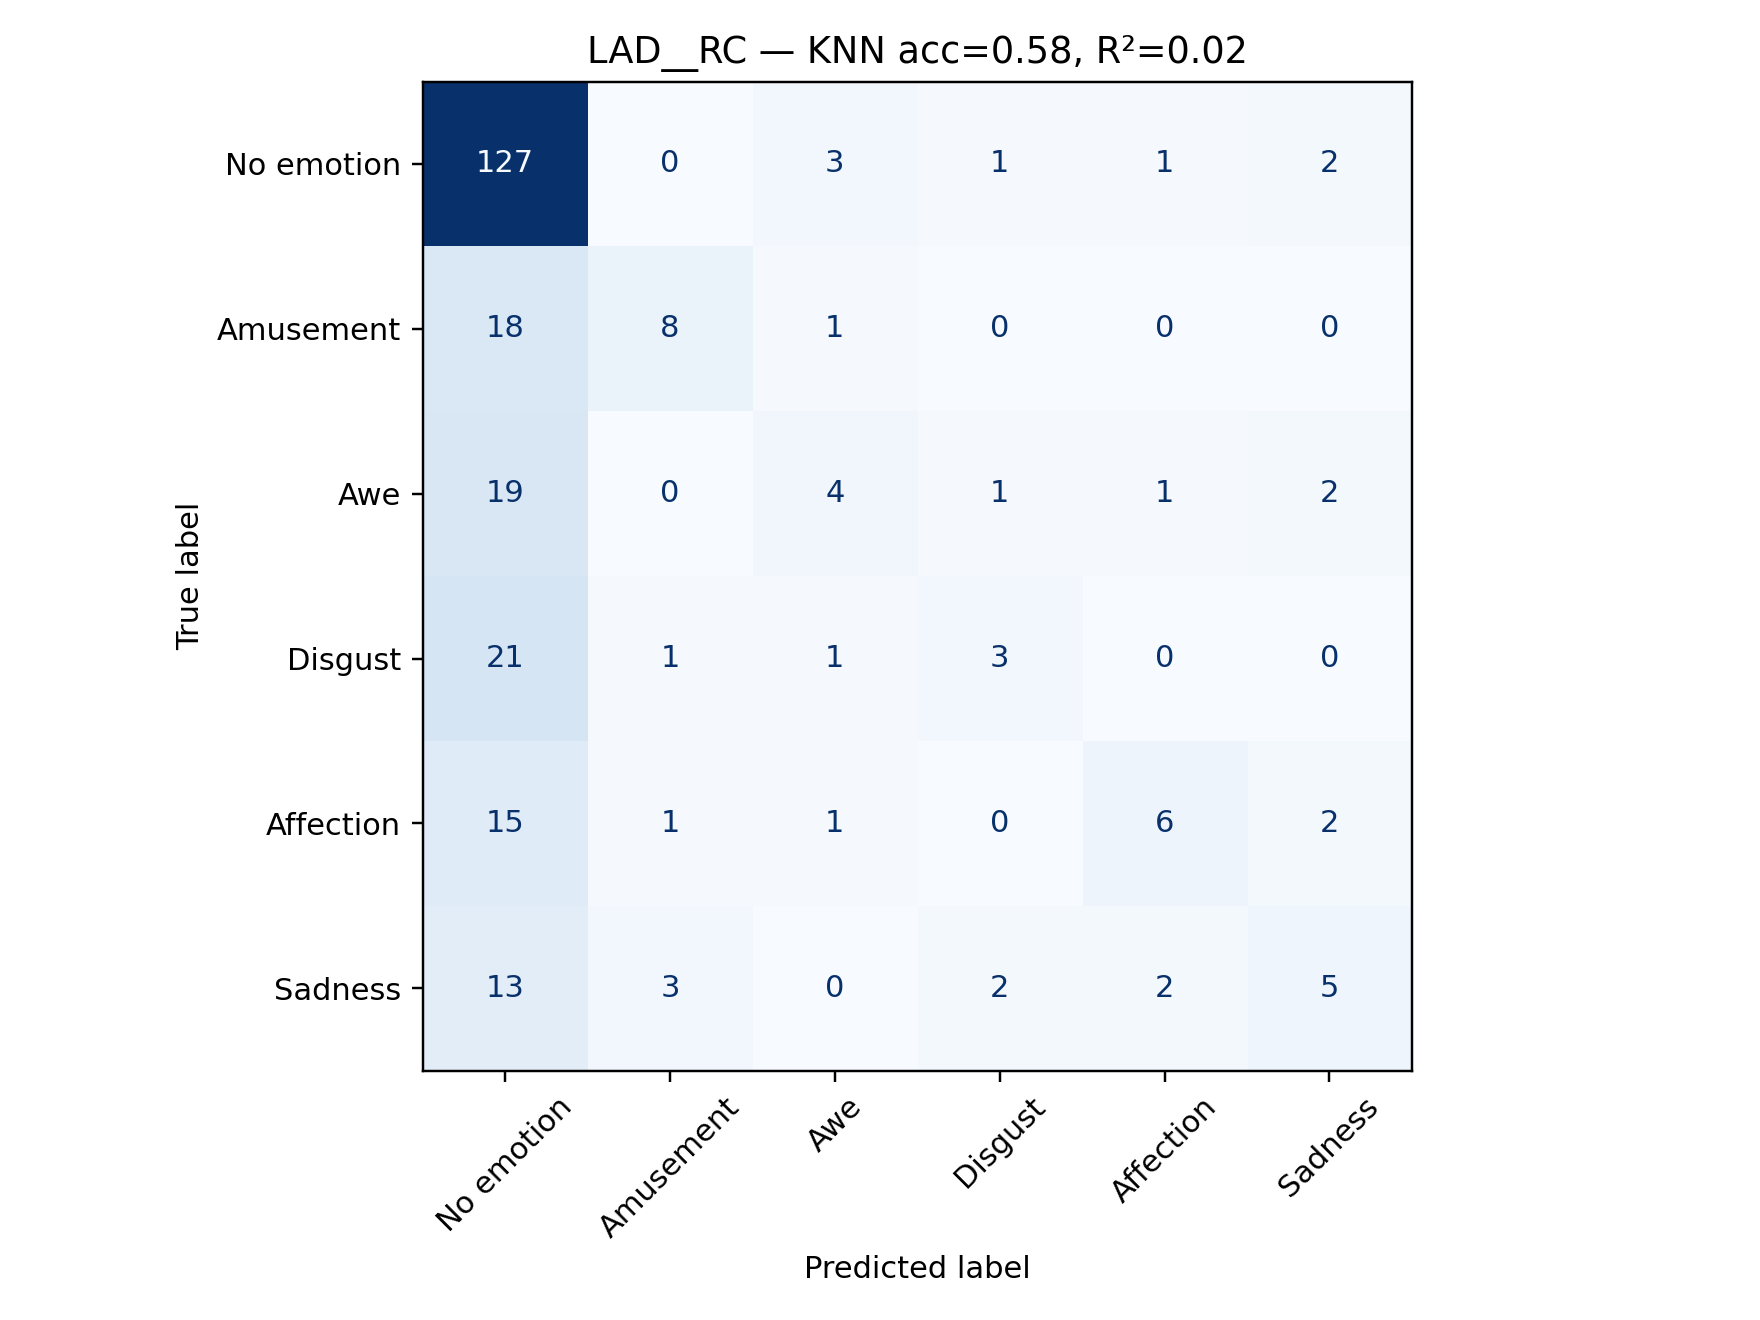 LAD__RC — KNN acc=0.58, R²=0.02
No emotion 127 0 3 1 1 2
Amusement 18 8 1 0 0 0
Awe 19 0 4 1 1 2
Disgust 21 1 1 3 0 0
Affection 15 1 1 0 6 2
Sadness 13 3 0 2 2 5
True label
No emotion Amusement Awe Disgust Affection Sadness
Predicted label